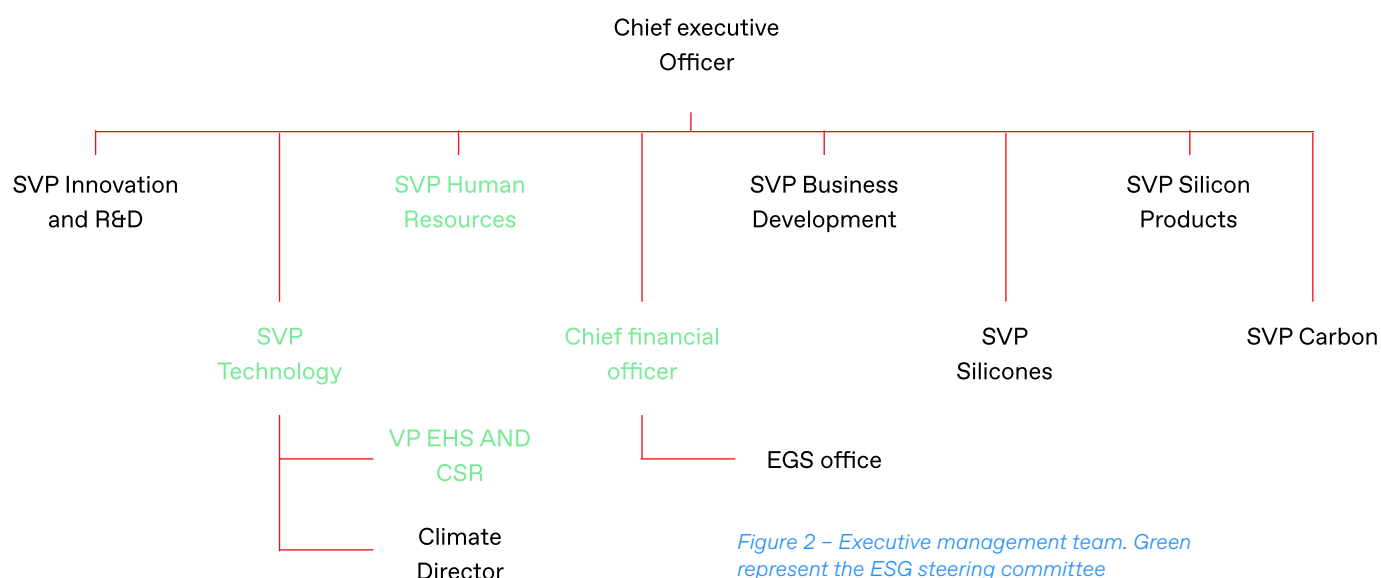 Chief executive
Officer
SVP Innovation
and R&D
SVP Human
Resources
SVP Business
Development
SVP Silicon
Products
SVP
Technology
Chief financial
officer
SVP
Silicones
SVP Carbon
VP EHS AND
CSR
EGS office
Climate
Director
Figure 2 – Executive management team. Green
represent the ESG steering committee